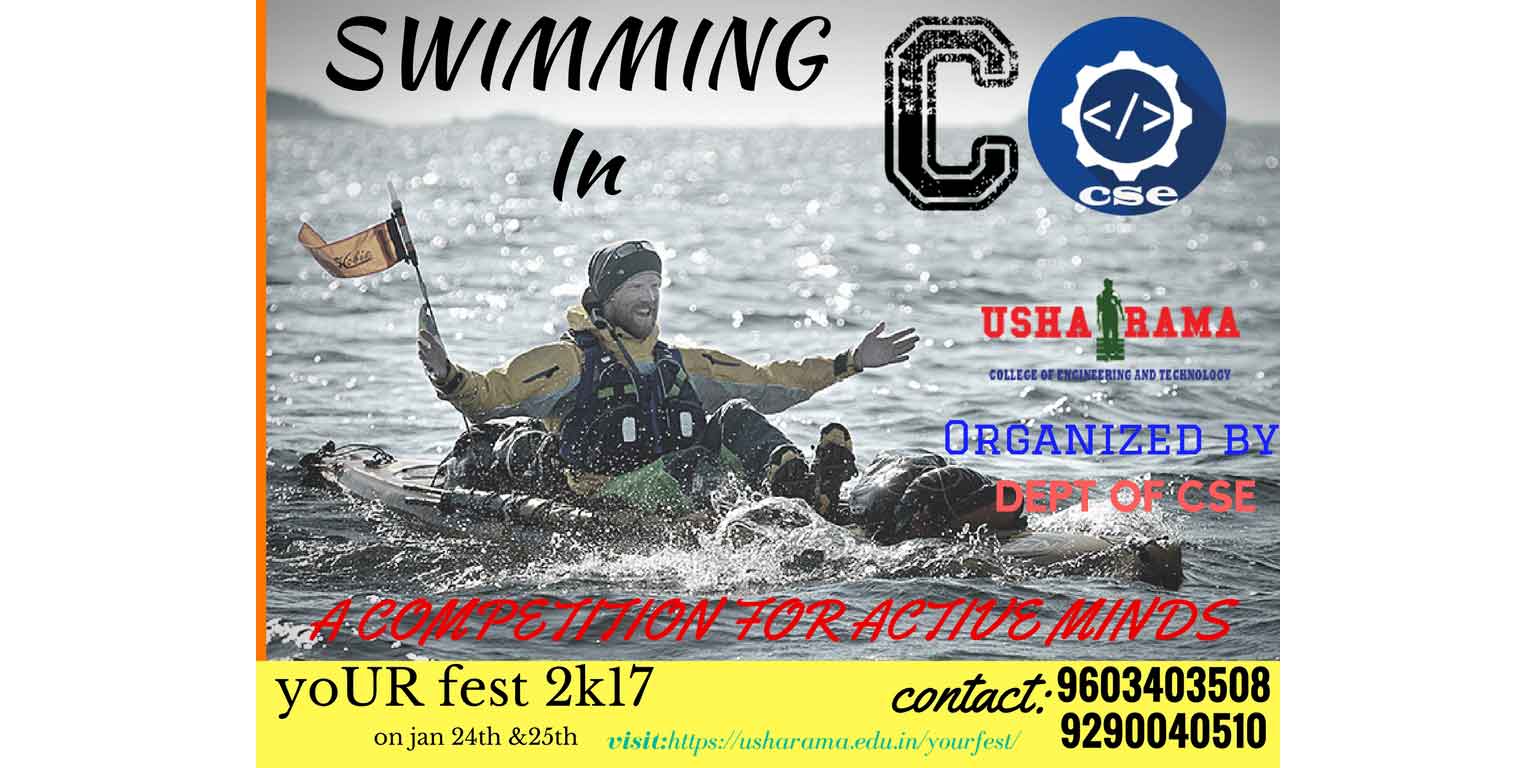 SWIMMING
In
C
</>
cse
Hobie
USHA RAMA
COLLEGE OF ENGINEERING AND TECHNOLOGY
ORGANIZED BY
DEPT OF CSE
A COMPETITION FOR ACTIVE MINDS
yoUR fest 2k17
on jan 24th &25th
visit:https://usharama.edu.in/yourfest/
contact: 9603403508
9290040510